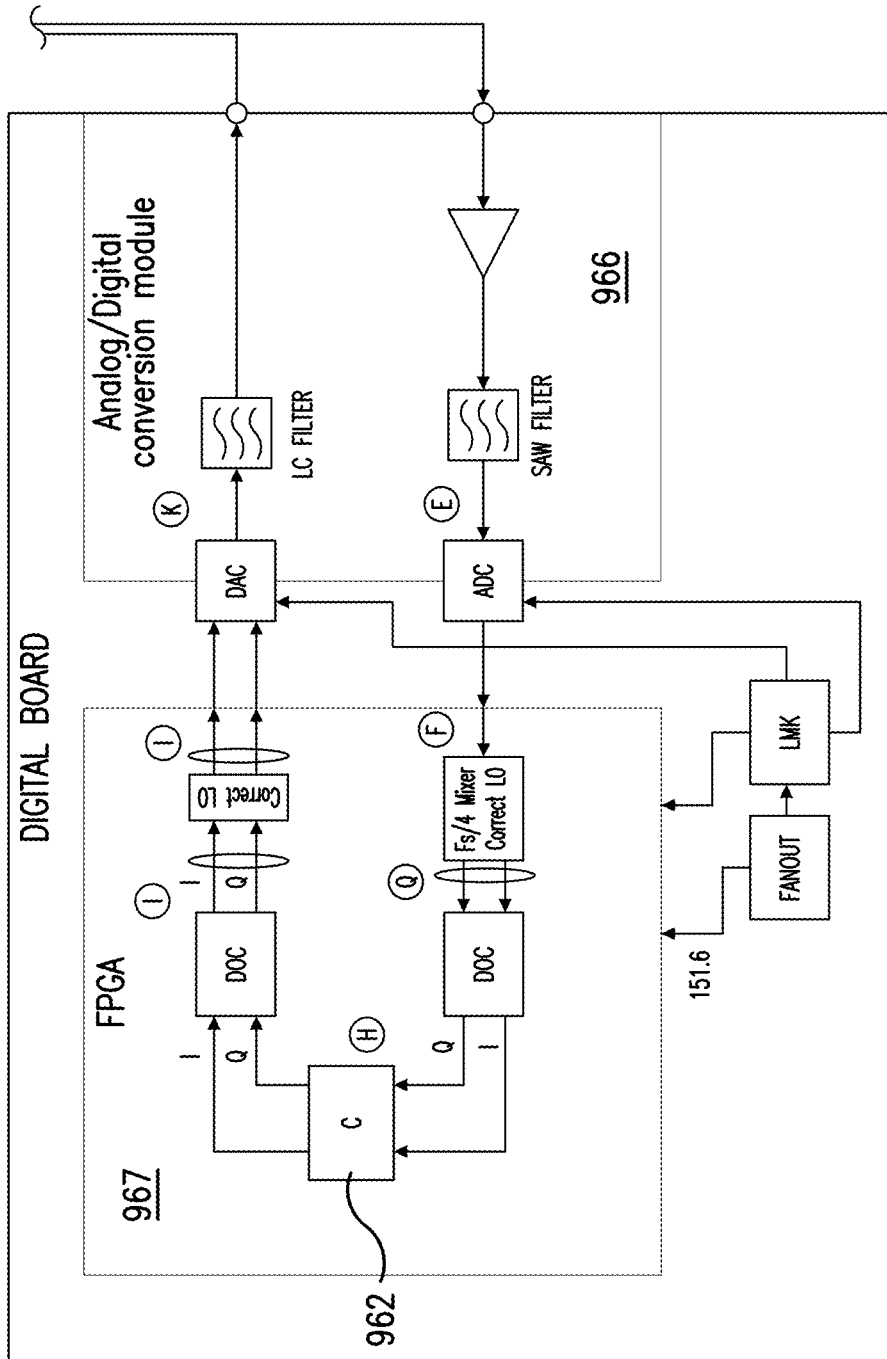 DIGITAL BOARD
FPGA
967
962
C
H
I
Q
DOC
I
Q
I
Correct LO
I
DAC
K
LC FILTER
Analog/Digital
conversion module
966
SAW FILTER
E
ADC
F
Fs/4 Mixer
Correct LO
Q
DOC
Q
I
151.6
FANOUT
LMK